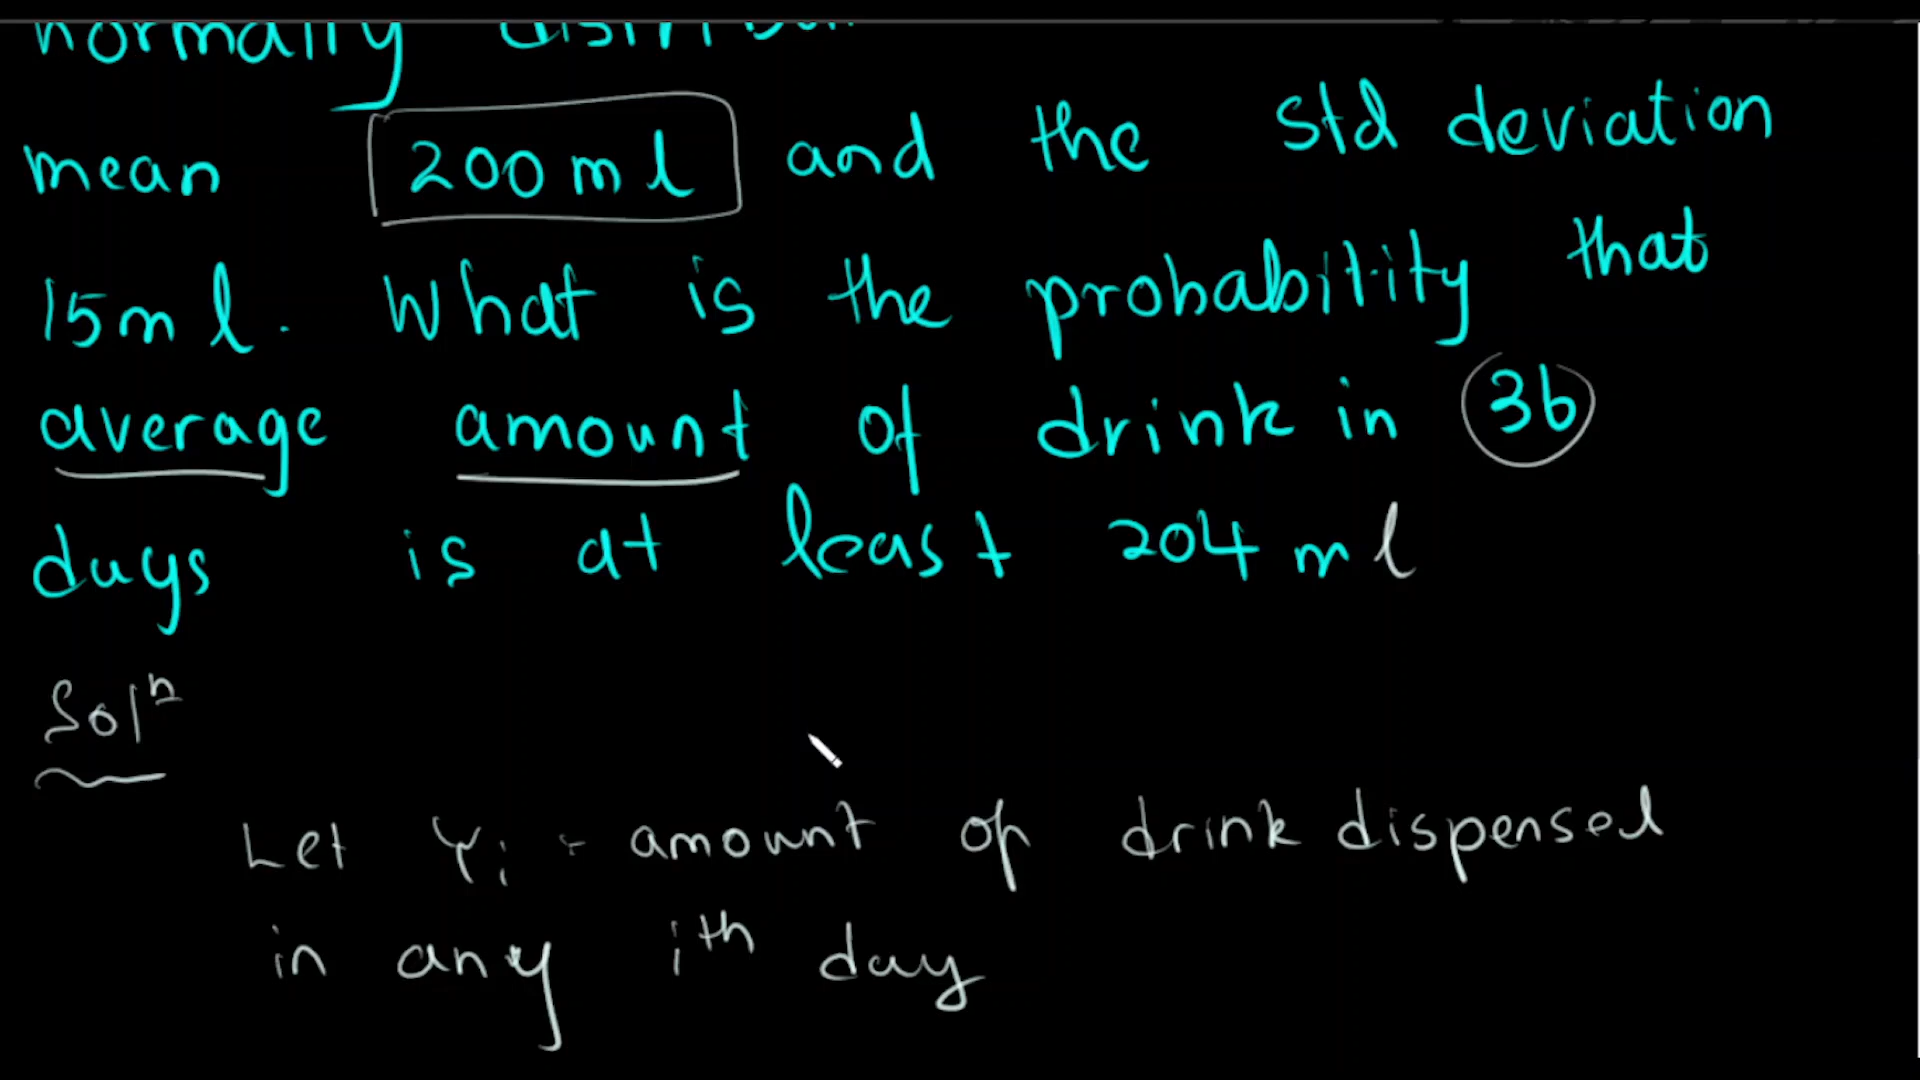 normally
mean 200 ml and the std deviation
15 ml. What is the probability that
average amount of drink in 36
days is at least 204 ml
Solⁿ
Let Yᵢ - amount of drink dispensed
in any iᵗʰ day